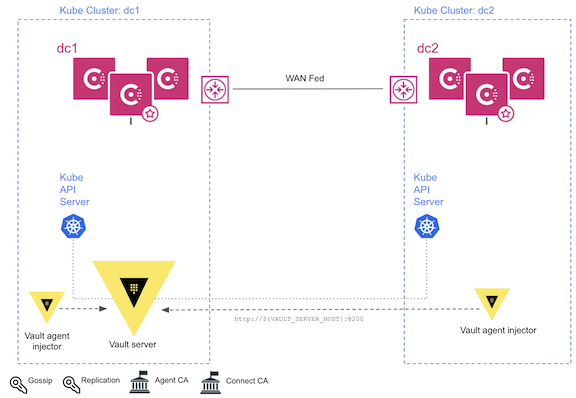 Kube Cluster: dc1
Kube Cluster: dc2
dc1
dc2
WAN Fed
Kube
API
Server
Kube
API
Server
http://${VAULT_SERVER_HOST}:8200
Vault agent
injector
Vault server
Vault agent injector
Gossip
Replication
Agent CA
Connect CA